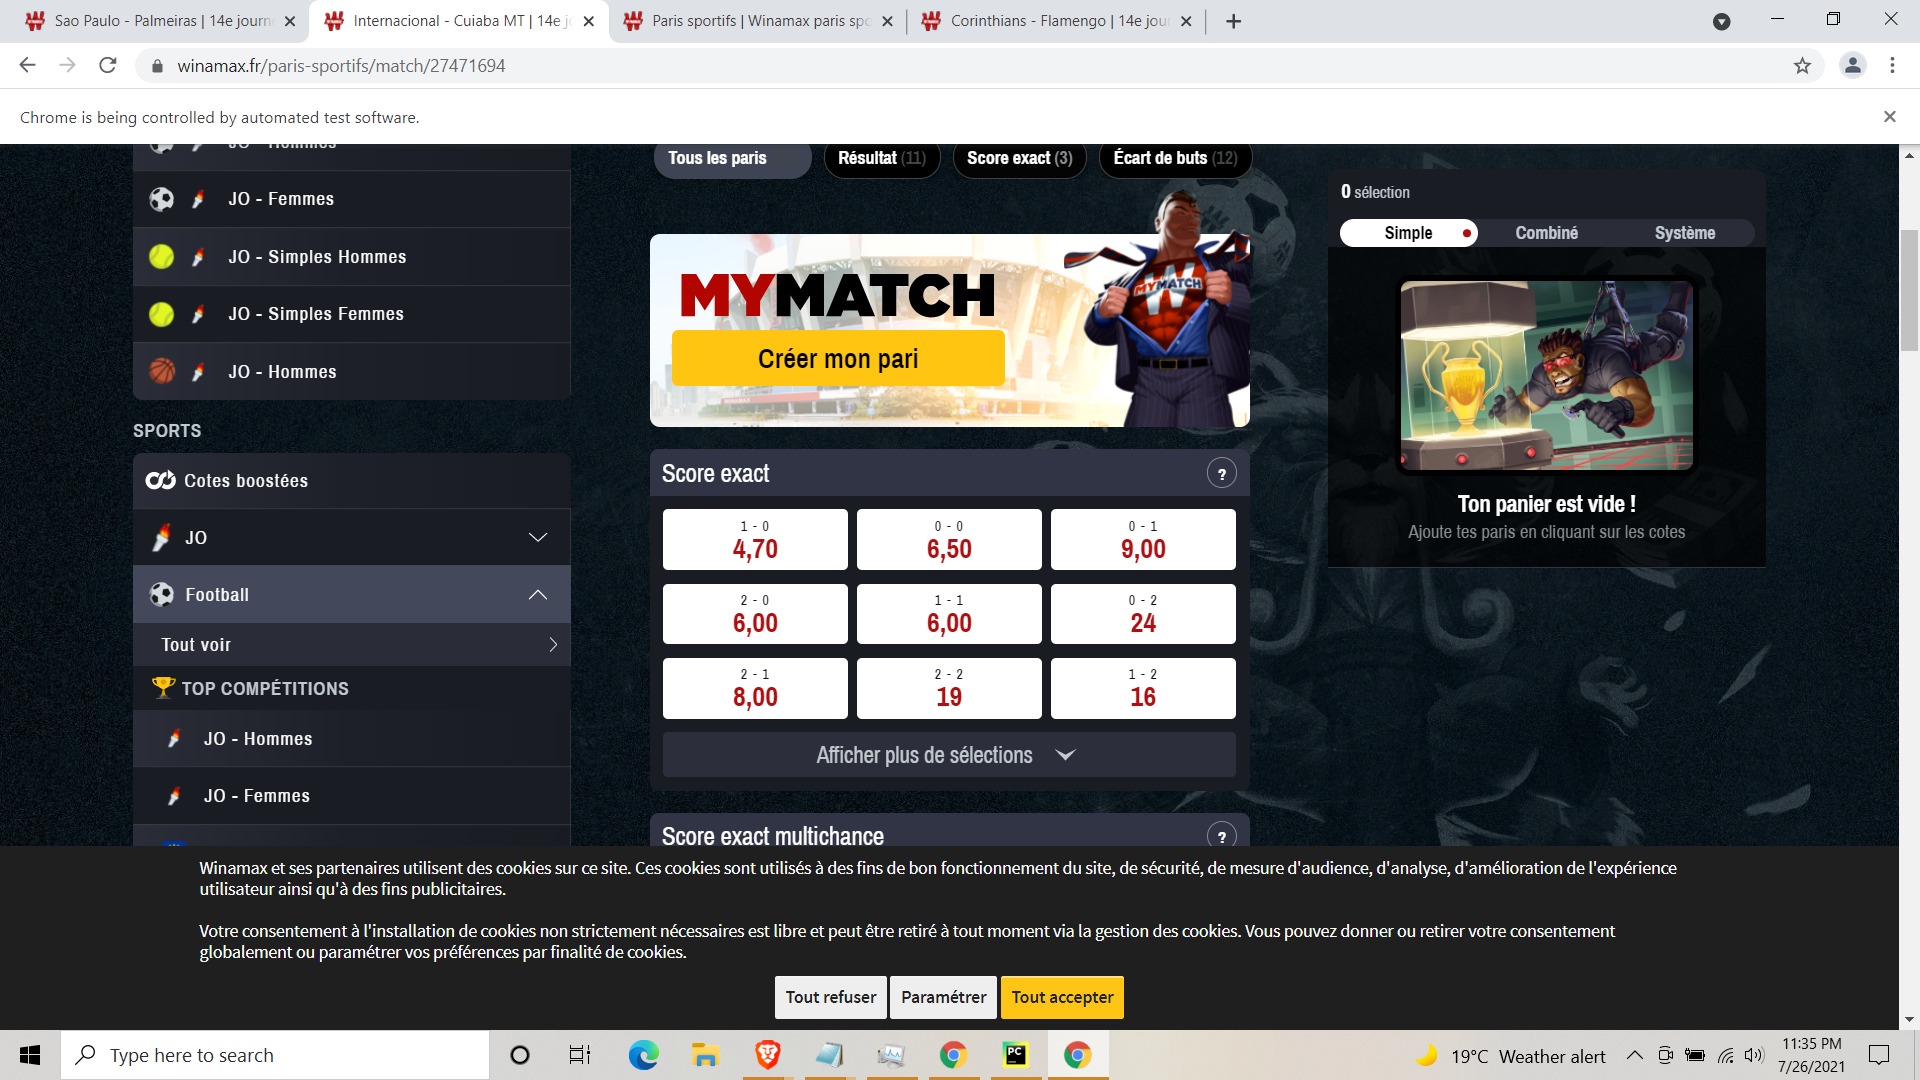 Sao Paulo - Palmeiras | 14e journ
Internacional - Cuiaba MT | 14e j
Paris sportifs | Winamax paris spo
Corinthians - Flamengo | 14e jou
winamax.fr/paris-sportifs/match/27471694
Chrome is being controlled by automated test software.
JO - Hommes
JO - Femmes
JO - Simples Hommes
JO - Simples Femmes
JO - Hommes
SPORTS
Cotes boostées
JO
Football
Tout voir
TOP COMPÉTITIONS
JO - Hommes
JO - Femmes
Tous les paris
Résultat (11)
Score exact (3)
Écart de buts (12)
MYMATCH
Créer mon pari
MYMATCH
Score exact
?
1 - 0
0 - 0
0 - 1
4,70
6,50
9,00
2 - 0
1 - 1
0 - 2
6,00
6,00
24
2 - 1
2 - 2
1 - 2
8,00
19
16
Afficher plus de sélections
Score exact multichance
?
0 sélection
Simple
Combiné
Système
Ton panier est vide !
Ajoute tes paris en cliquant sur les cotes
Winamax et ses partenaires utilisent des cookies sur ce site. Ces cookies sont utilisés à des fins de bon fonctionnement du site, de sécurité, de mesure d'audience, d'analyse, d'amélioration de l'expérience
utilisateur ainsi qu'à des fins publicitaires.
Votre consentement à l'installation de cookies non strictement nécessaires est libre et peut être retiré à tout moment via la gestion des cookies. Vous pouvez donner ou retirer votre consentement
globalement ou paramétrer vos préférences par finalité de cookies.
Tout refuser
Paramétrer
Tout accepter
Type here to search
PC
19°C Weather alert
11:35 PM
7/26/2021